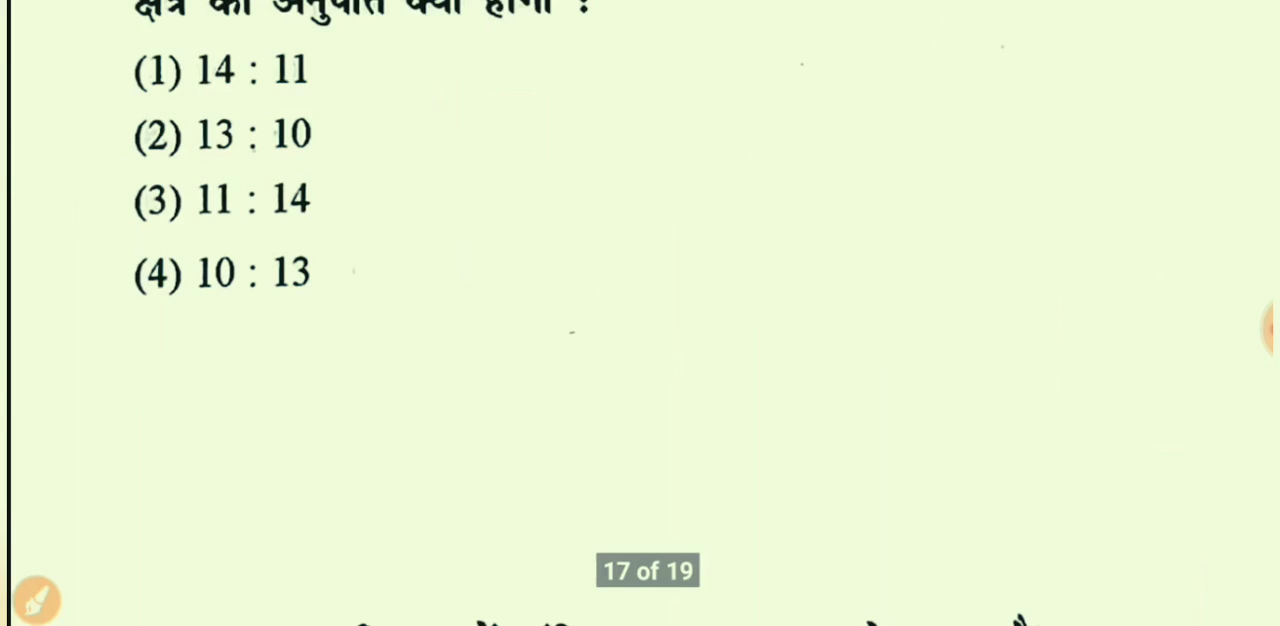 क्षेत्र का अनुपात क्या होगा ?
(1) 14 : 11
(2) 13 : 10
(3) 11 : 14
(4) 10 : 13
17 of 19